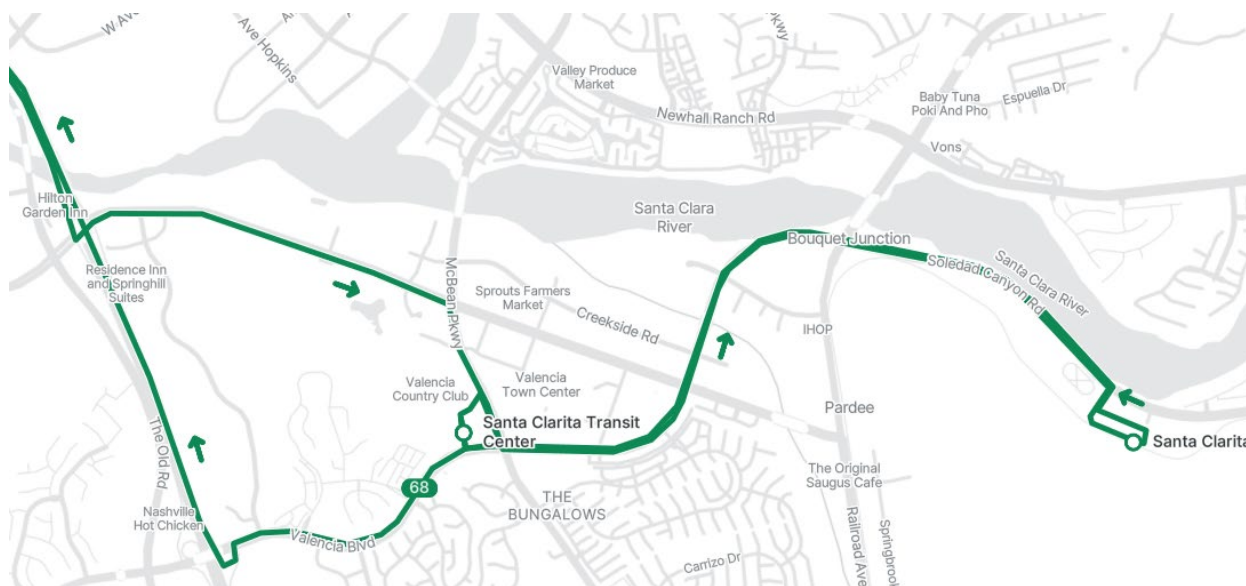 W Ave
Ave Hopkins
Pkwy
Valley Produce
Market
Newhall Ranch Rd
Baby Tuna
Poki And Pho
Espuella Dr
Vons
Hilton
Garden Inn
Santa Clara
River
Bouquet Junction
Soledad Canyon Rd
Santa Clara River
Residence Inn
and Springhill
Suites
McBean Pkwy
Sprouts Farmers
Market
Creekside Rd
IHOP
Valencia
Country Club
Valencia
Town Center
Pardee
Santa Clarita Transit
Center
Santa Clarita
The Old Rd
68
The Original
Saugus Cafe
THE
BUNGALOWS
Nashville
Hot Chicken
Valencia Blvd
Carrizo Dr
Railroad Ave
Springbrook